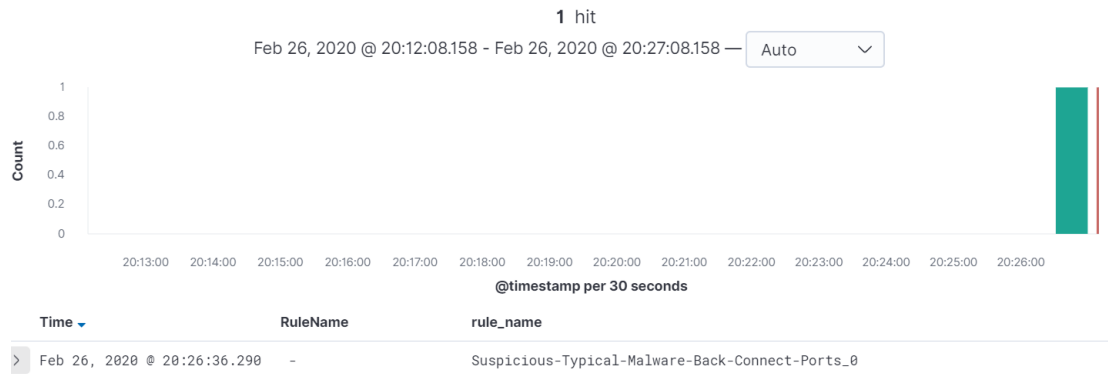 1 hit
Feb 26, 2020 @ 20:12:08.158 - Feb 26, 2020 @ 20:27:08.158 — Auto
1
0.8
0.6
0.4
0.2
0
Count
20:13:00 20:14:00 20:15:00 20:16:00 20:17:00 20:18:00 20:19:00 20:20:00 20:21:00 20:22:00 20:23:00 20:24:00 20:25:00 20:26:00
@timestamp per 30 seconds
Time RuleName rule_name
Feb 26, 2020 @ 20:26:36.290 - Suspicious-Typical-Malware-Back-Connect-Ports_0